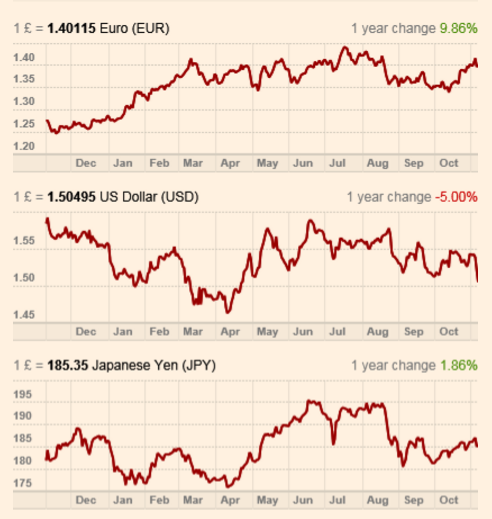 1 £ = 1.40115 Euro (EUR) 1 year change 9.86%
1.40
1.35
1.30
1.25
1.20
Dec Jan Feb Mar Apr May Jun Jul Aug Sep Oct
1 £ = 1.50495 US Dollar (USD) 1 year change -5.00%
1.55
1.50
1.45
Dec Jan Feb Mar Apr May Jun Jul Aug Sep Oct
1 £ = 185.35 Japanese Yen (JPY) 1 year change 1.86%
195
190
185
180
175
Dec Jan Feb Mar Apr May Jun Jul Aug Sep Oct